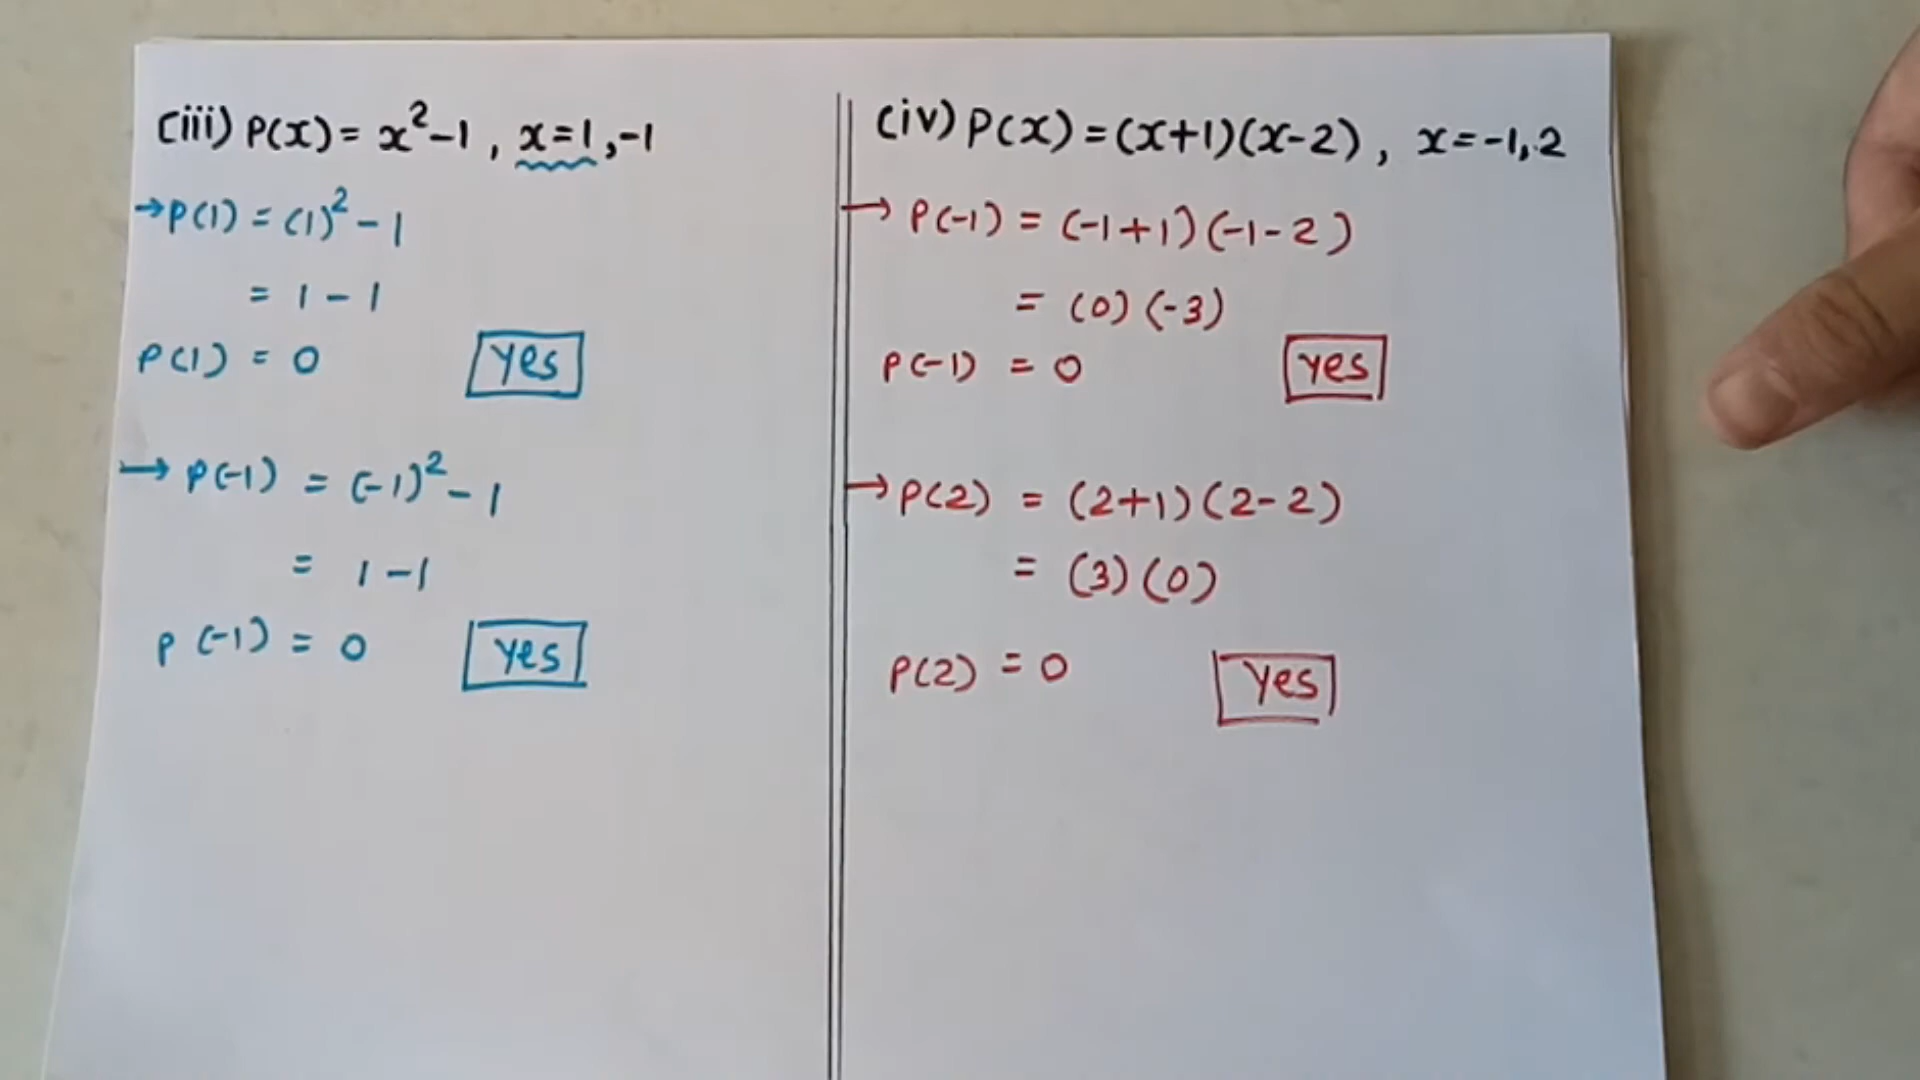 (iii) P(x) = x²-1 , x=1,-1
→P(1) = (1)² - 1
= 1 - 1
P(1) = 0 yes
→ P(-1) = (-1)² - 1
= 1 - 1
P(-1) = 0 yes
(iv) P(x) = (x+1)(x-2), x=-1,2
→ P(-1) = (-1+1)(-1-2)
= (0)(-3)
P(-1) = 0 yes
→ P(2) = (2+1)(2-2)
= (3)(0)
P(2) = 0 yes